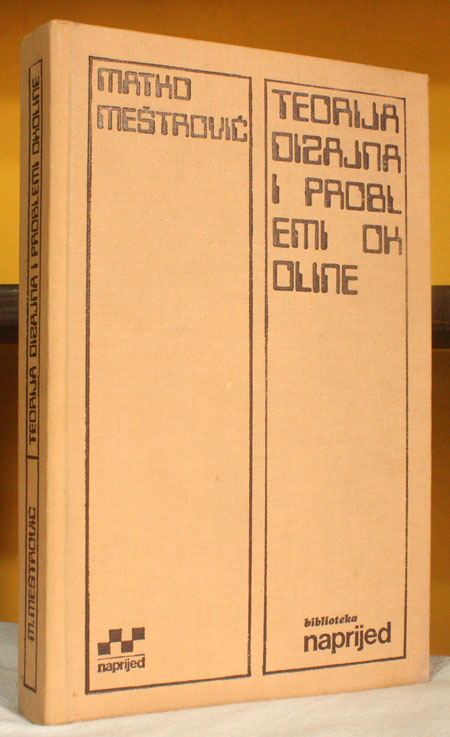 MATKO
MEŠTROVIĆ
TEORIJA
DIZAJNA
I PROBL
EMI OK
OLINE
naprijed
biblioteka
naprijed
M.MEŠTROVIĆ TEORIJA DIZAJNA I PROBLEMI OKOLINE